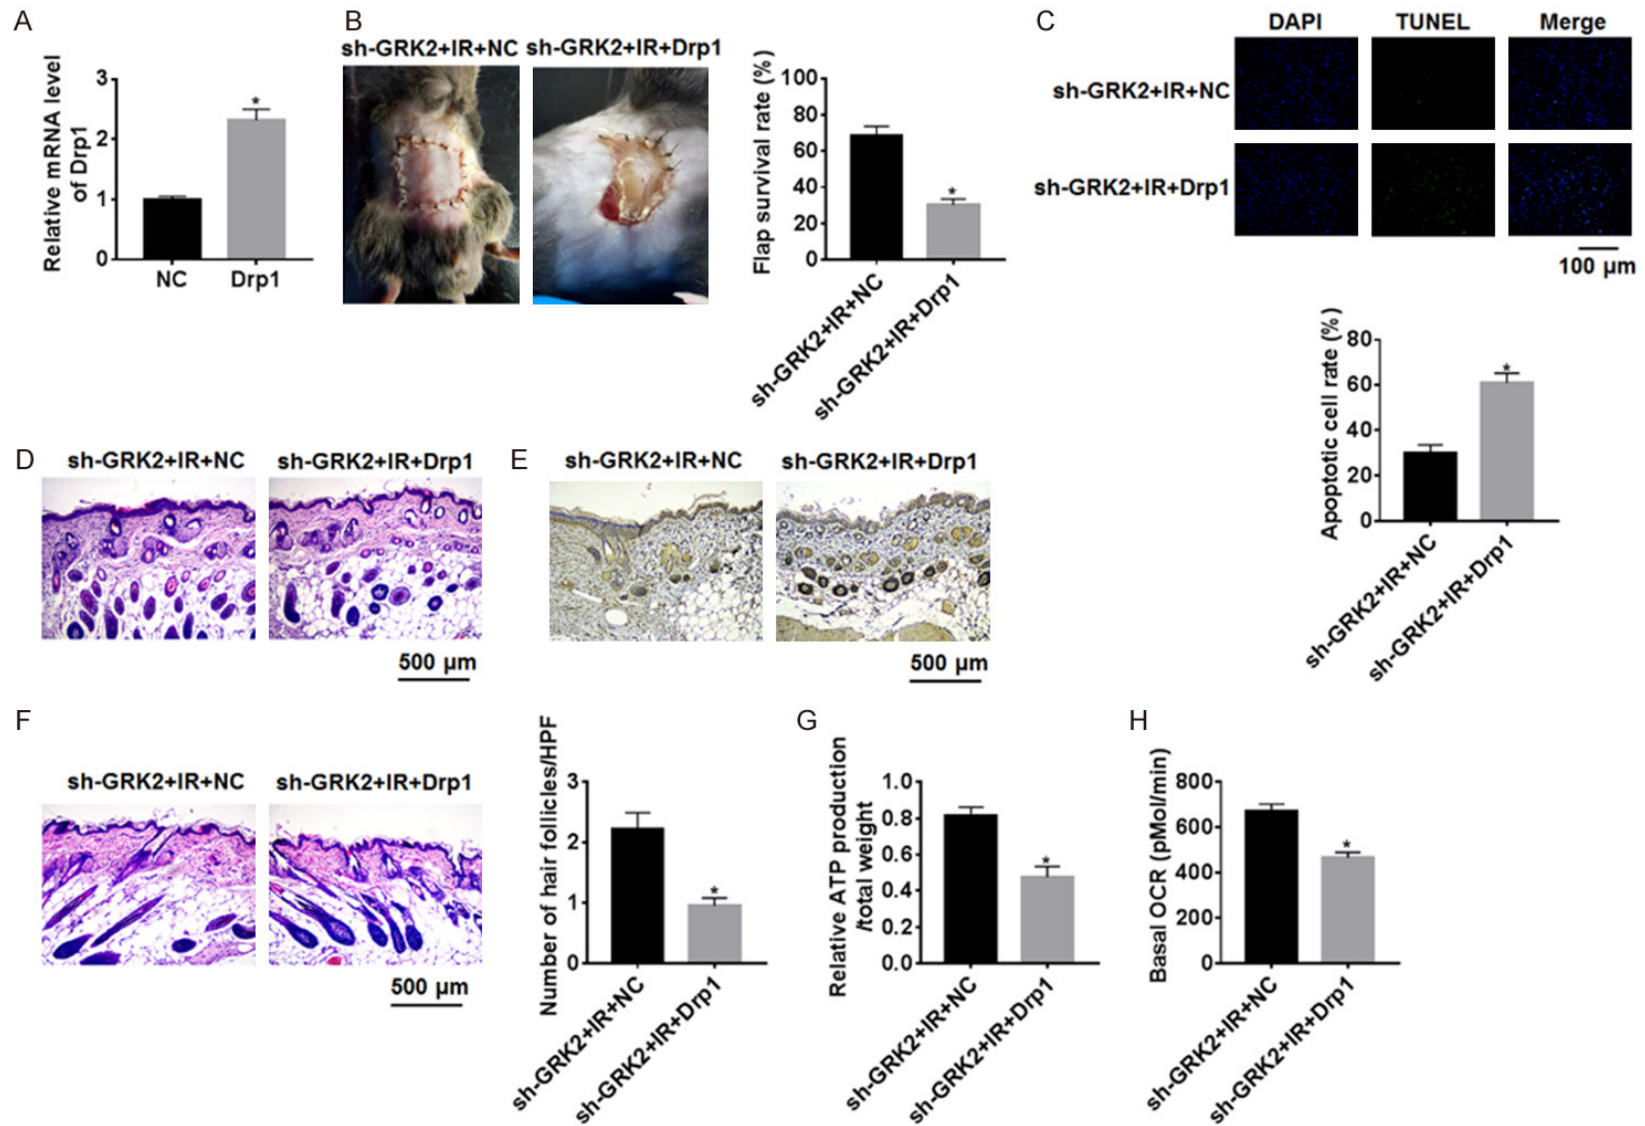 A
Relative mRNA level
of Drp1
3
2
1
0
*
NC
Drp1
B
sh-GRK2+IR+NC
sh-GRK2+IR+Drp1
Flap survival rate (%)
100
80
60
40
20
0
*
sh-GRK2+IR+NC
sh-GRK2+IR+Drp1
C
DAPI
TUNEL
Merge
sh-GRK2+IR+NC
sh-GRK2+IR+Drp1
100 μm
Apoptotic cell rate (%)
80
60
40
20
0
*
sh-GRK2+IR+NC
sh-GRK2+IR+Drp1
D
sh-GRK2+IR+NC
sh-GRK2+IR+Drp1
500 μm
E
sh-GRK2+IR+NC
sh-GRK2+IR+Drp1
500 μm
F
sh-GRK2+IR+NC
sh-GRK2+IR+Drp1
500 μm
Number of hair follicles/HPF
3
2
1
0
*
sh-GRK2+IR+NC
sh-GRK2+IR+Drp1
G
Relative ATP production
/total weight
1.0
0.8
0.6
0.4
0.2
0.0
*
sh-GRK2+IR+NC
sh-GRK2+IR+Drp1
H
Basal OCR (pMol/min)
800
600
400
200
0
*
sh-GRK2+IR+NC
sh-GRK2+IR+Drp1